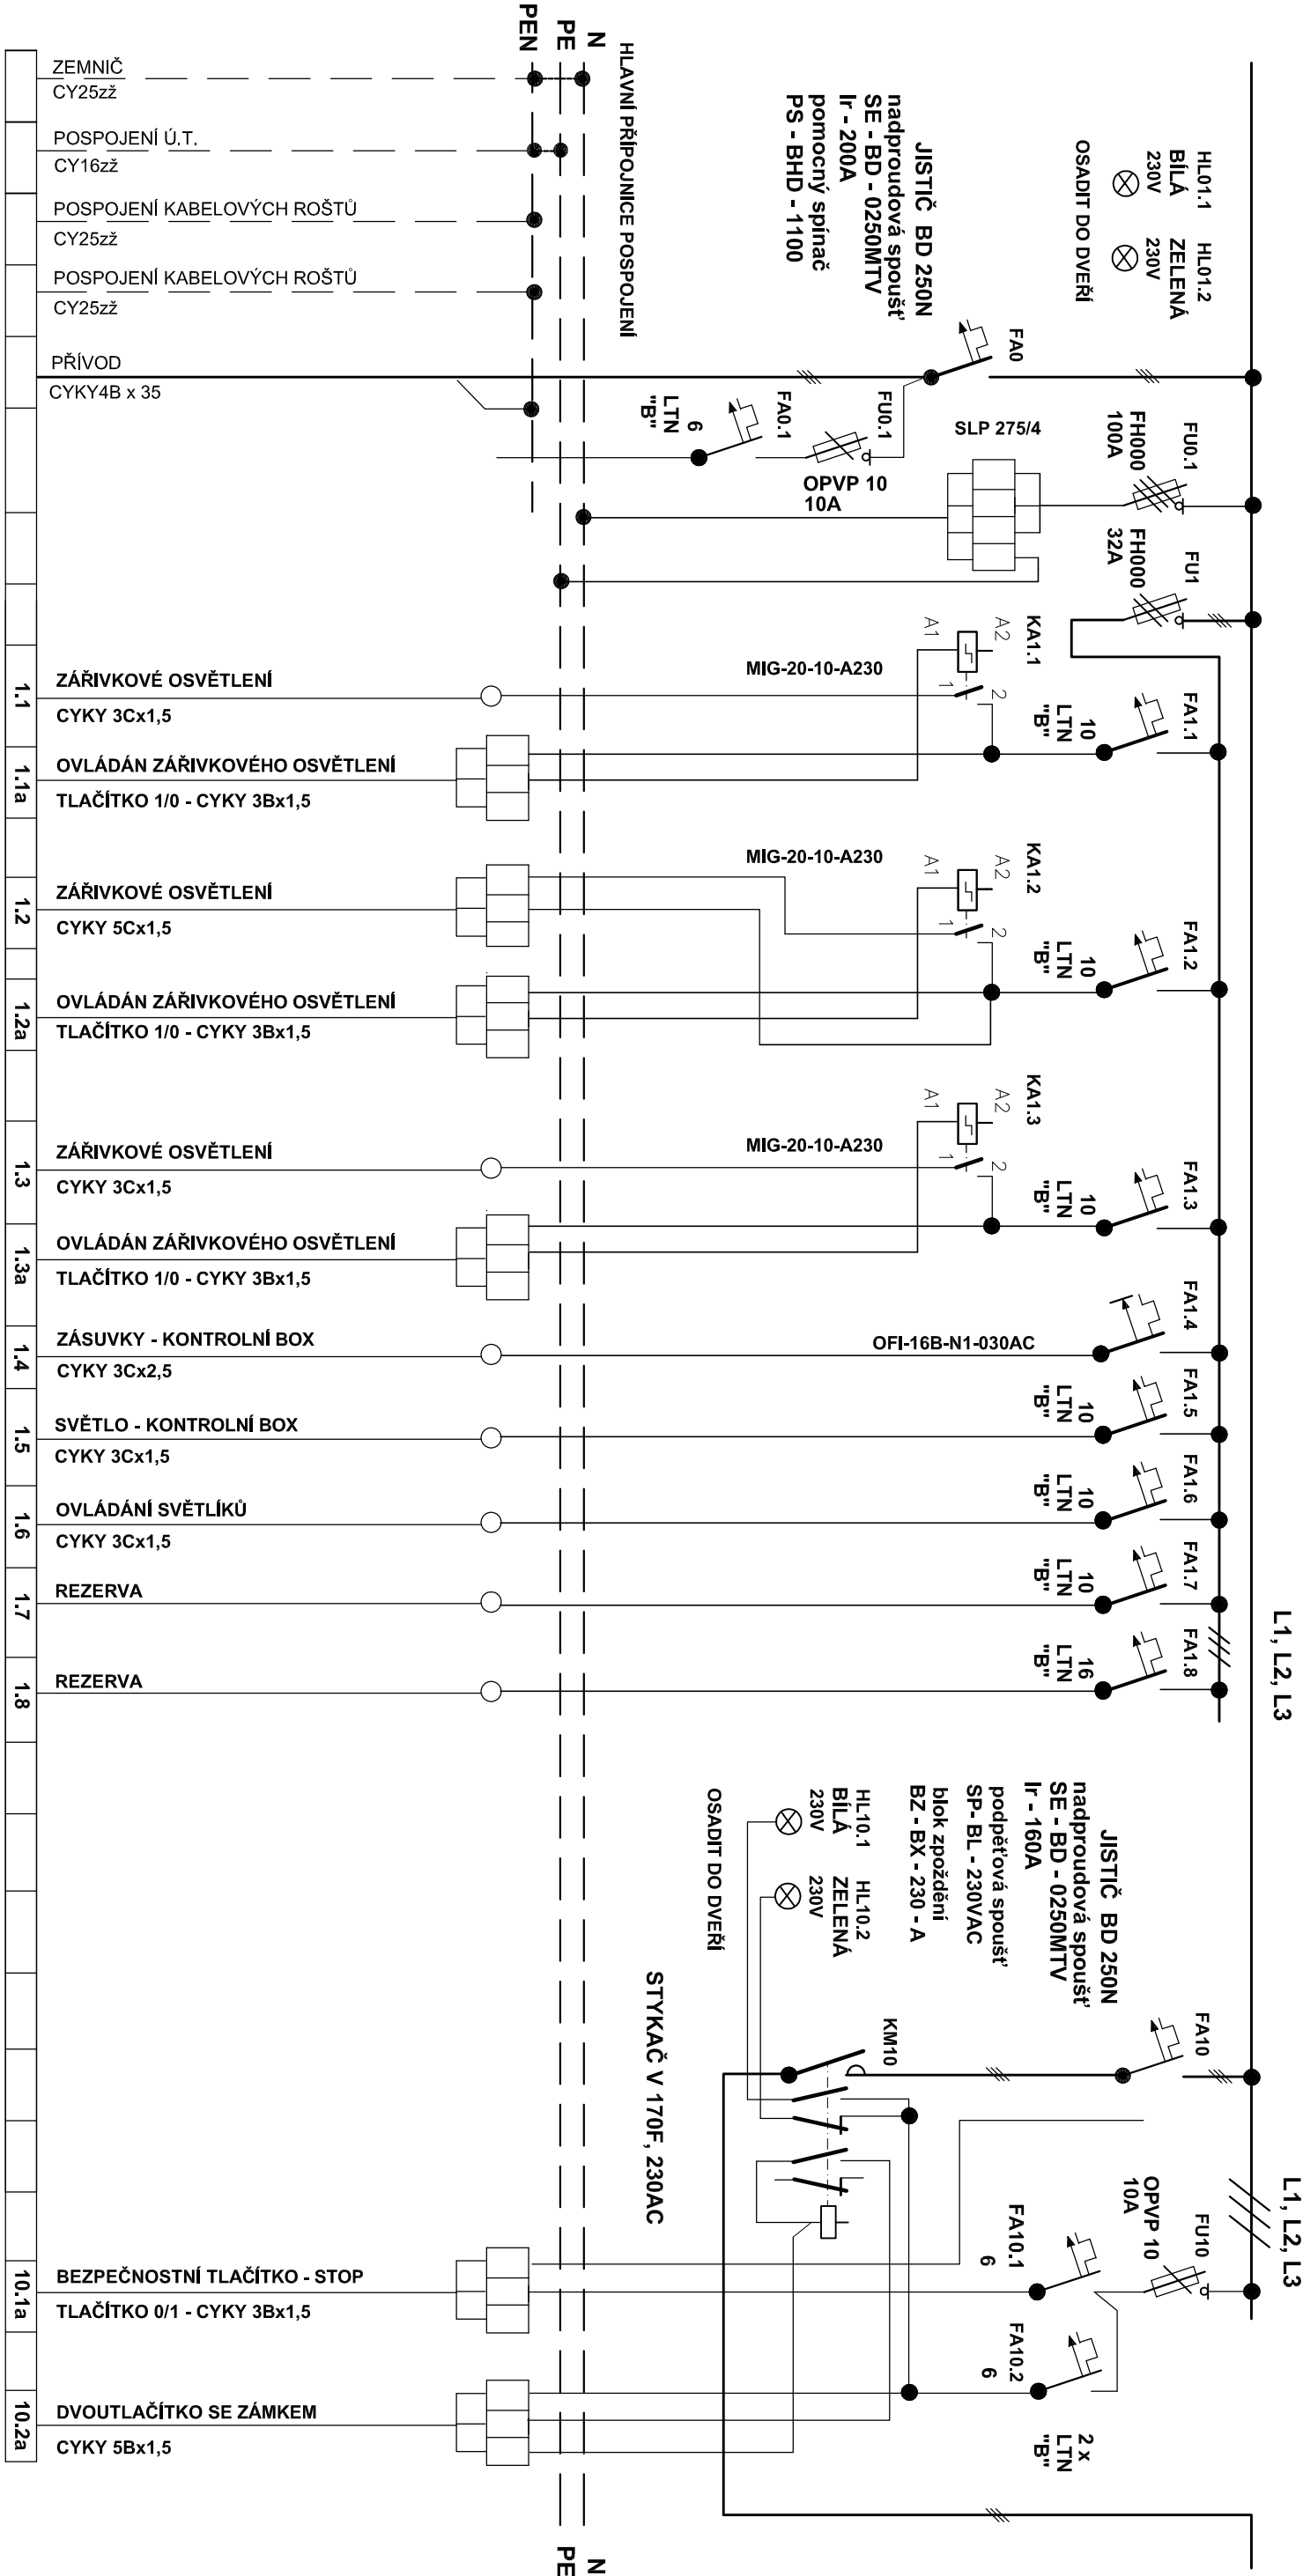 PEN
PE
N
HLAVNÍ PŘÍPOJNICE POSPOJENÍ
ZEMNIČ
CY25zž
POSPOJENÍ Ú.T.
CY16zž
POSPOJENÍ KABELOVÝCH ROŠTŮ
CY25zž
POSPOJENÍ KABELOVÝCH ROŠTŮ
CY25zž
PŘÍVOD
CYKY4B x 35
HL01.1
BÍLÁ
230V
HL01.2
ZELENÁ
230V
OSADIT DO DVEŘÍ
JISTIČ BD 250N
nadproudová spoušť
SE - BD - 0250MTV
Ir - 200A
pomocný spínač
PS - BHD - 1100
FA0
FA0.1
6
LTN
"B"
FU0.1
OPVP 10
10A
SLP 275/4
FU0.1
FH000
100A
FU1
FH000
32A
KA1.1
A2
A1
2
1
MIG-20-10-A230
FA1.1
10
LTN
"B"
1.1
ZÁŘIVKOVÉ OSVĚTLENÍ
CYKY 3Cx1,5
1.1a
OVLÁDÁN ZÁŘIVKOVÉHO OSVĚTLENÍ
TLAČÍTKO 1/0 - CYKY 3Bx1,5
KA1.2
A2
A1
2
1
MIG-20-10-A230
FA1.2
10
LTN
"B"
1.2
ZÁŘIVKOVÉ OSVĚTLENÍ
CYKY 5Cx1,5
1.2a
OVLÁDÁN ZÁŘIVKOVÉHO OSVĚTLENÍ
TLAČÍTKO 1/0 - CYKY 3Bx1,5
KA1.3
A2
A1
2
1
MIG-20-10-A230
FA1.3
10
LTN
"B"
1.3
ZÁŘIVKOVÉ OSVĚTLENÍ
CYKY 3Cx1,5
1.3a
OVLÁDÁN ZÁŘIVKOVÉHO OSVĚTLENÍ
TLAČÍTKO 1/0 - CYKY 3Bx1,5
FA1.4
OFI-16B-N1-030AC
1.4
ZÁSUVKY - KONTROLNÍ BOX
CYKY 3Cx2,5
FA1.5
10
LTN
"B"
1.5
SVĚTLO - KONTROLNÍ BOX
CYKY 3Cx1,5
FA1.6
10
LTN
"B"
1.6
OVLÁDÁNÍ SVĚTLÍKŮ
CYKY 3Cx1,5
FA1.7
10
LTN
"B"
1.7
REZERVA
FA1.8
16
LTN
"B"
1.8
REZERVA
L1, L2, L3
JISTIČ BD 250N
nadproudová spoušť
SE - BD - 0250MTV
Ir - 160A
podpěťová spoušť
SP- BL - 230VAC
blok zpoždění
BZ - BX - 230 - A
HL10.1
BÍLÁ
230V
HL10.2
ZELENÁ
230V
OSADIT DO DVEŘÍ
STYKAČ V 170F, 230AC
KM10
FA10
L1, L2, L3
FU10
OPVP 10
10A
FA10.1
6
FA10.2
6
2 x
LTN
"B"
10.1a
BEZPEČNOSTNÍ TLAČÍTKO - STOP
TLAČÍTKO 0/1 - CYKY 3Bx1,5
10.2a
DVOUTLAČÍTKO SE ZÁMKEM
CYKY 5Bx1,5
N
PE